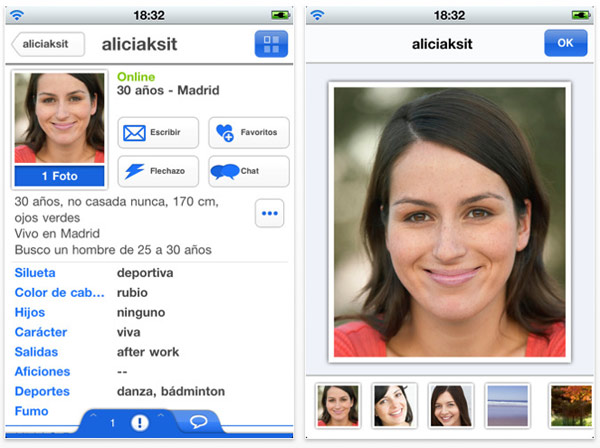 18:32
aliciaksit
aliciaksit
Online
30 años - Madrid
Escribir
Favoritos
Flechazo
Chat
1 Foto
30 años, no casada nunca, 170 cm,
ojos verdes
Vivo en Madrid
Busco un hombre de 25 a 30 años
Silueta deportiva
Color de cab... rubio
Hijos ninguno
Carácter viva
Salidas after work
Aficiones --
Deportes danza, bádminton
Fumo
1
18:32
aliciaksit
OK